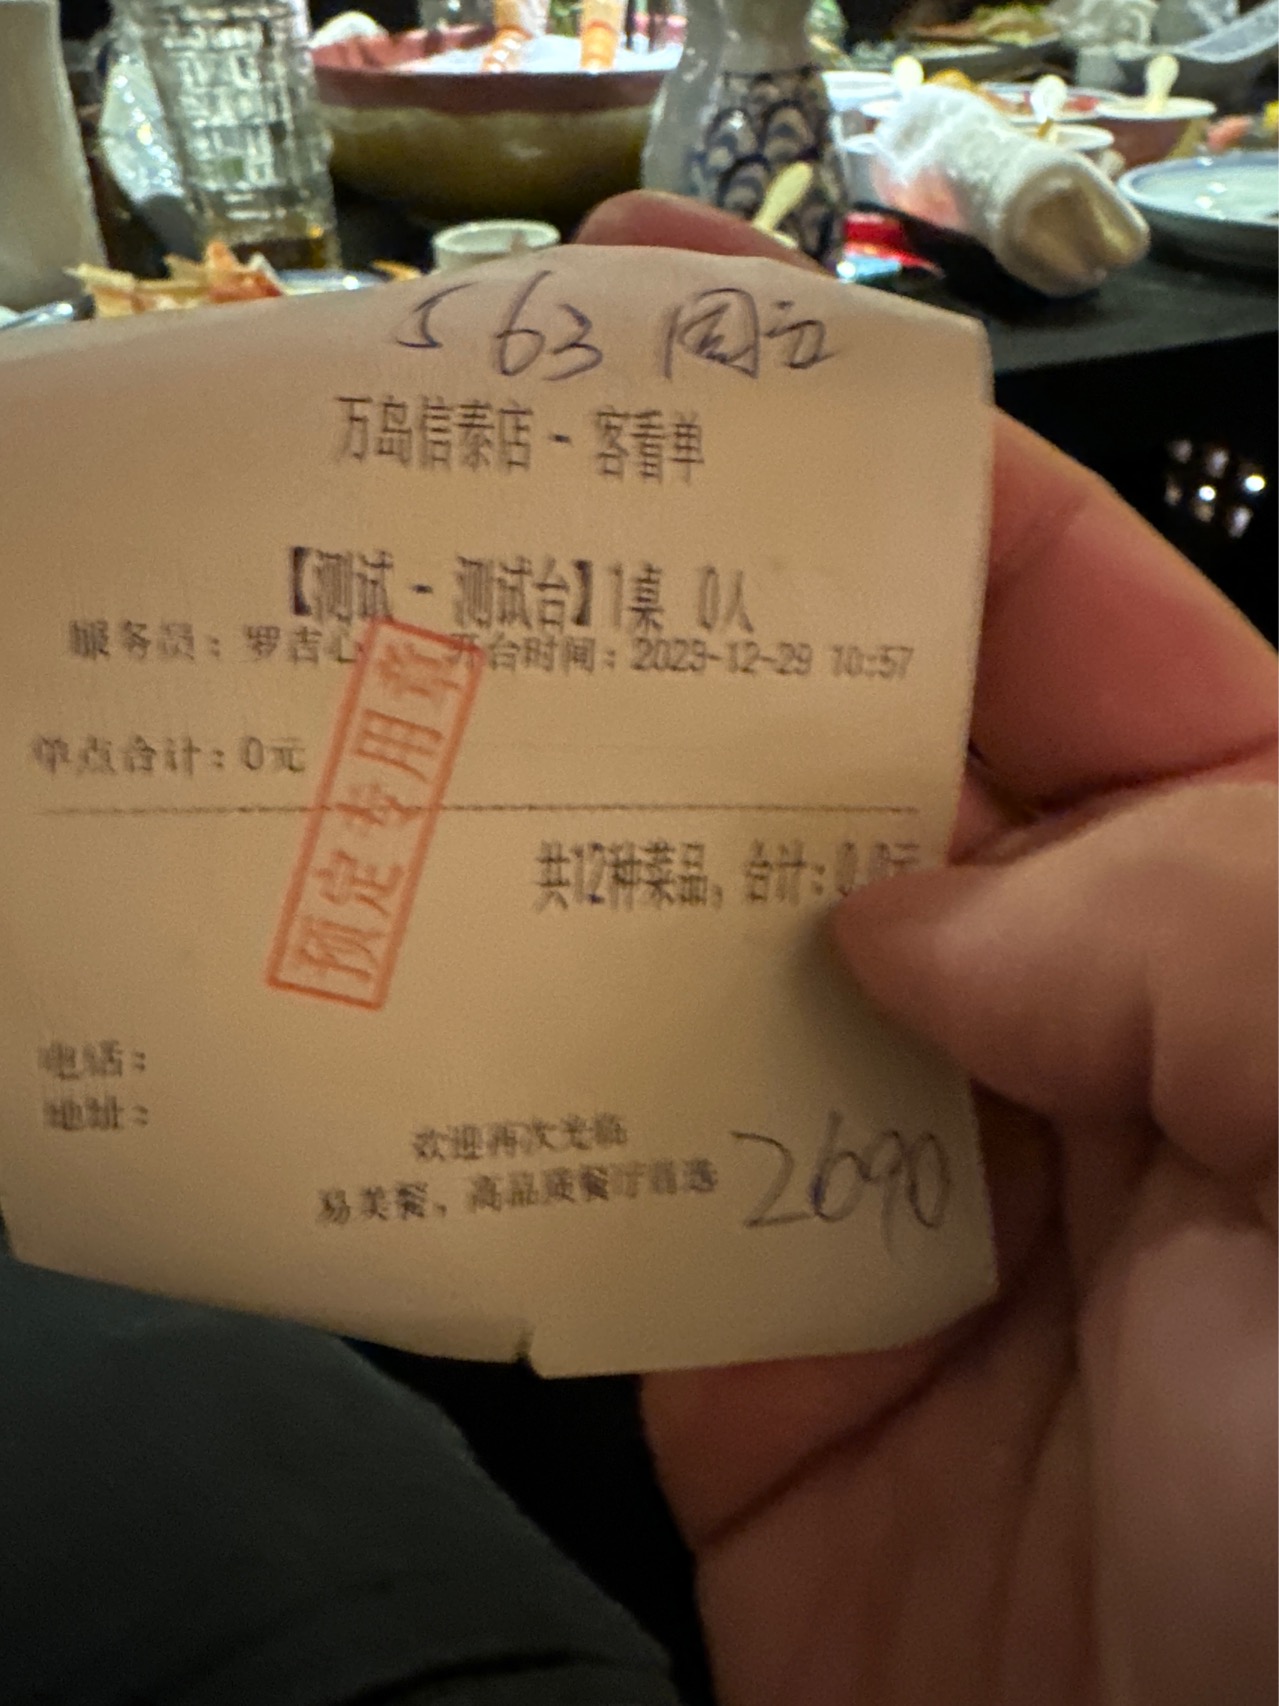 563
万岛信泰店 - 客看单
【测试 - 测试台】1桌 0人
服务员：罗吉心 开台时间：2023-12-29 10:57
单点合计：0元
预定专用章
共12种菜品，合计：
电话：
地址：
欢迎再次光临
易美餐，高品质餐厅首选
2690